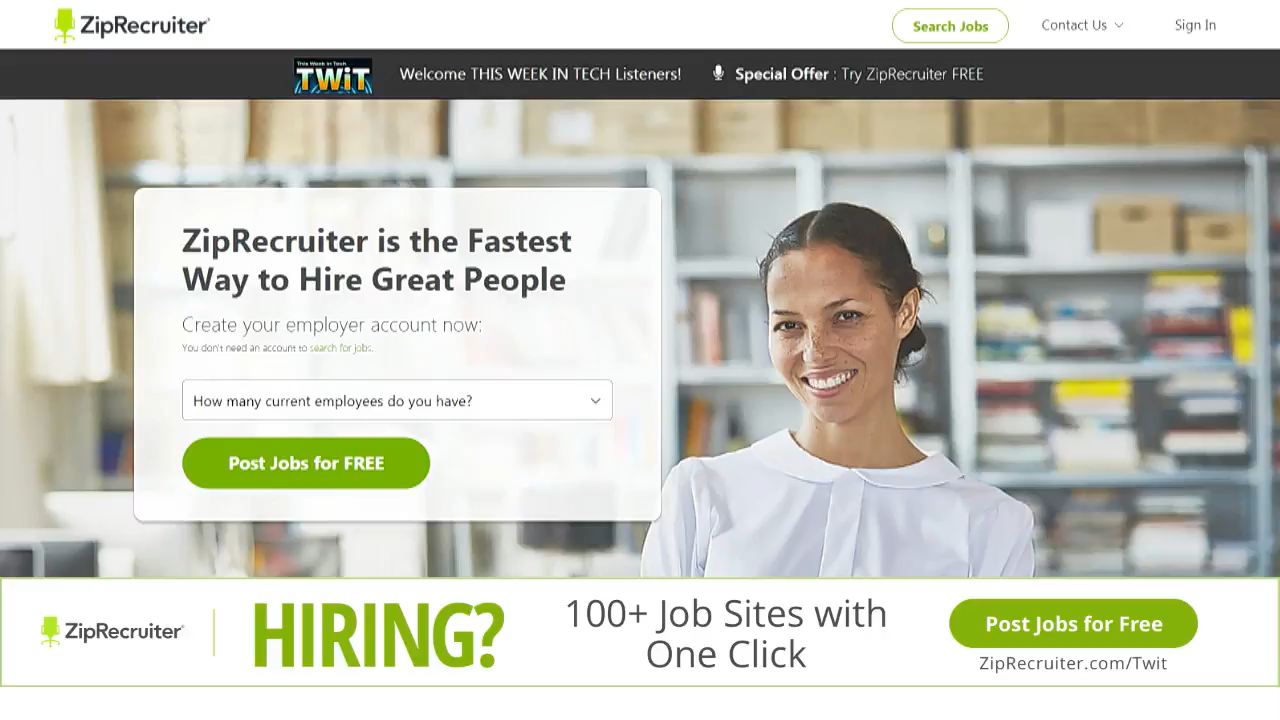 ZipRecruiter
Search Jobs
Contact Us
Sign In
This Week in Tech
TWiT
Welcome THIS WEEK IN TECH Listeners!
Special Offer : Try ZipRecruiter FREE
ZipRecruiter is the Fastest
Way to Hire Great People
Create your employer account now:
You don't need an account to search for jobs.
How many current employees do you have?
Post Jobs for FREE
ZipRecruiter
HIRING?
100+ Job Sites with
One Click
Post Jobs for Free
ZipRecruiter.com/Twit